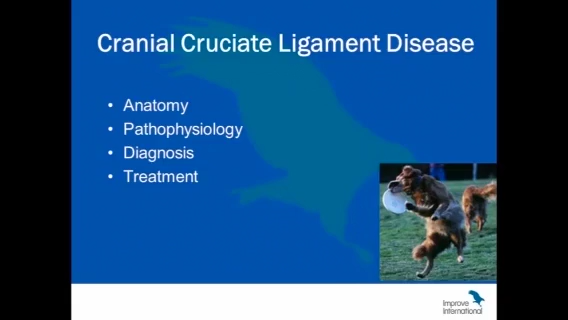 Cranial Cruciate Ligament Disease
• Anatomy
• Pathophysiology
• Diagnosis
• Treatment
Improve
International